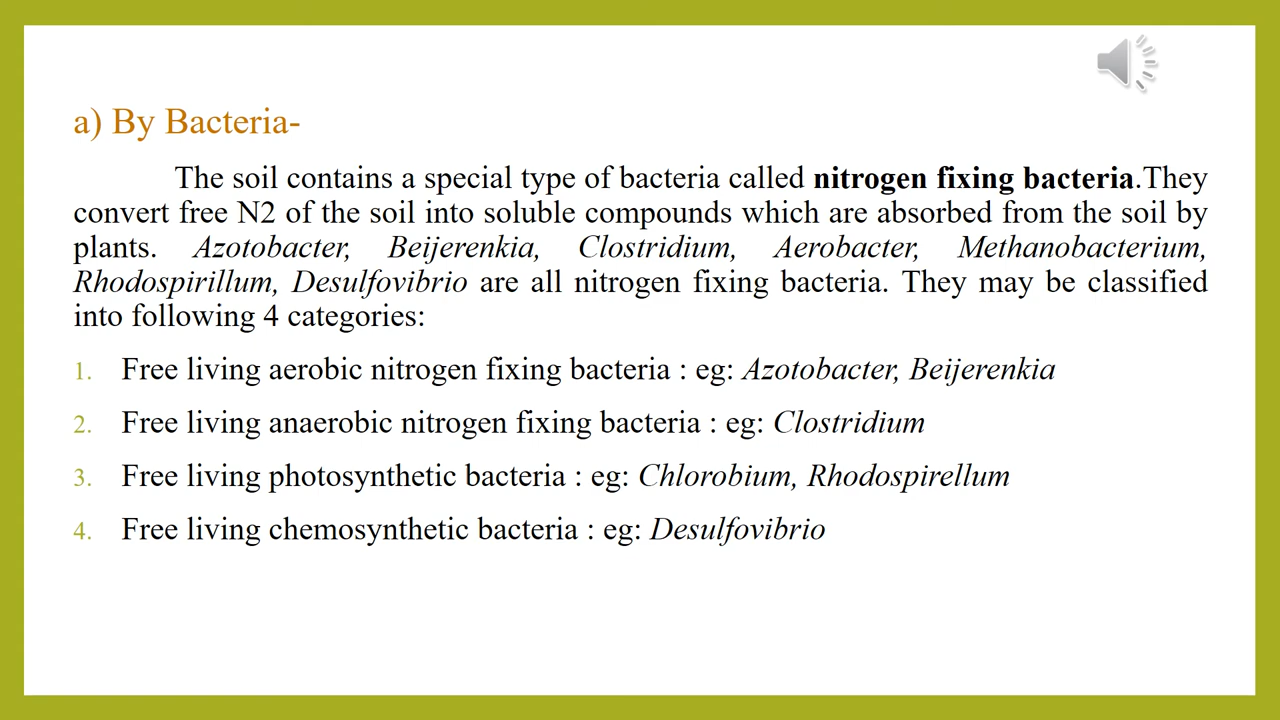 a) By Bacteria-
The soil contains a special type of bacteria called nitrogen fixing bacteria.They
convert free N2 of the soil into soluble compounds which are absorbed from the soil by
plants. Azotobacter, Beijerenkia, Clostridium, Aerobacter, Methanobacterium,
Rhodospirillum, Desulfovibrio are all nitrogen fixing bacteria. They may be classified
into following 4 categories:
1. Free living aerobic nitrogen fixing bacteria : eg: Azotobacter, Beijerenkia
2. Free living anaerobic nitrogen fixing bacteria : eg: Clostridium
3. Free living photosynthetic bacteria : eg: Chlorobium, Rhodospirellum
4. Free living chemosynthetic bacteria : eg: Desulfovibrio